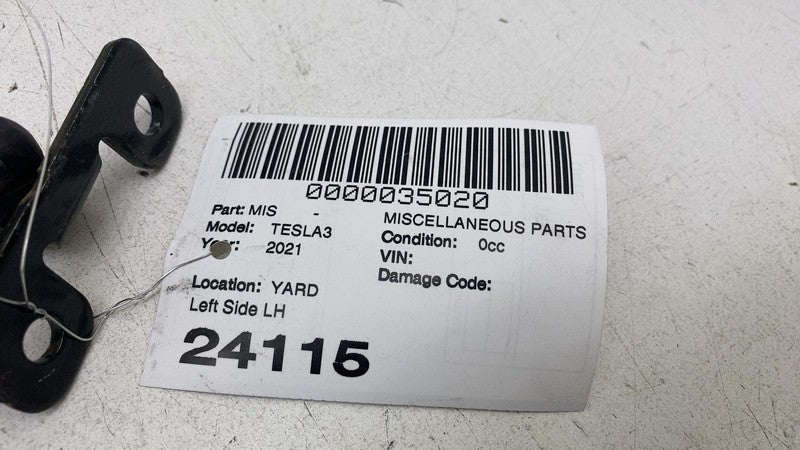 0000035020
Part: MIS - MISCELLANEOUS PARTS
Model: TESLA3 Condition: 0cc
Year: 2021 VIN:
Damage Code:
Location: YARD
Left Side LH
24115